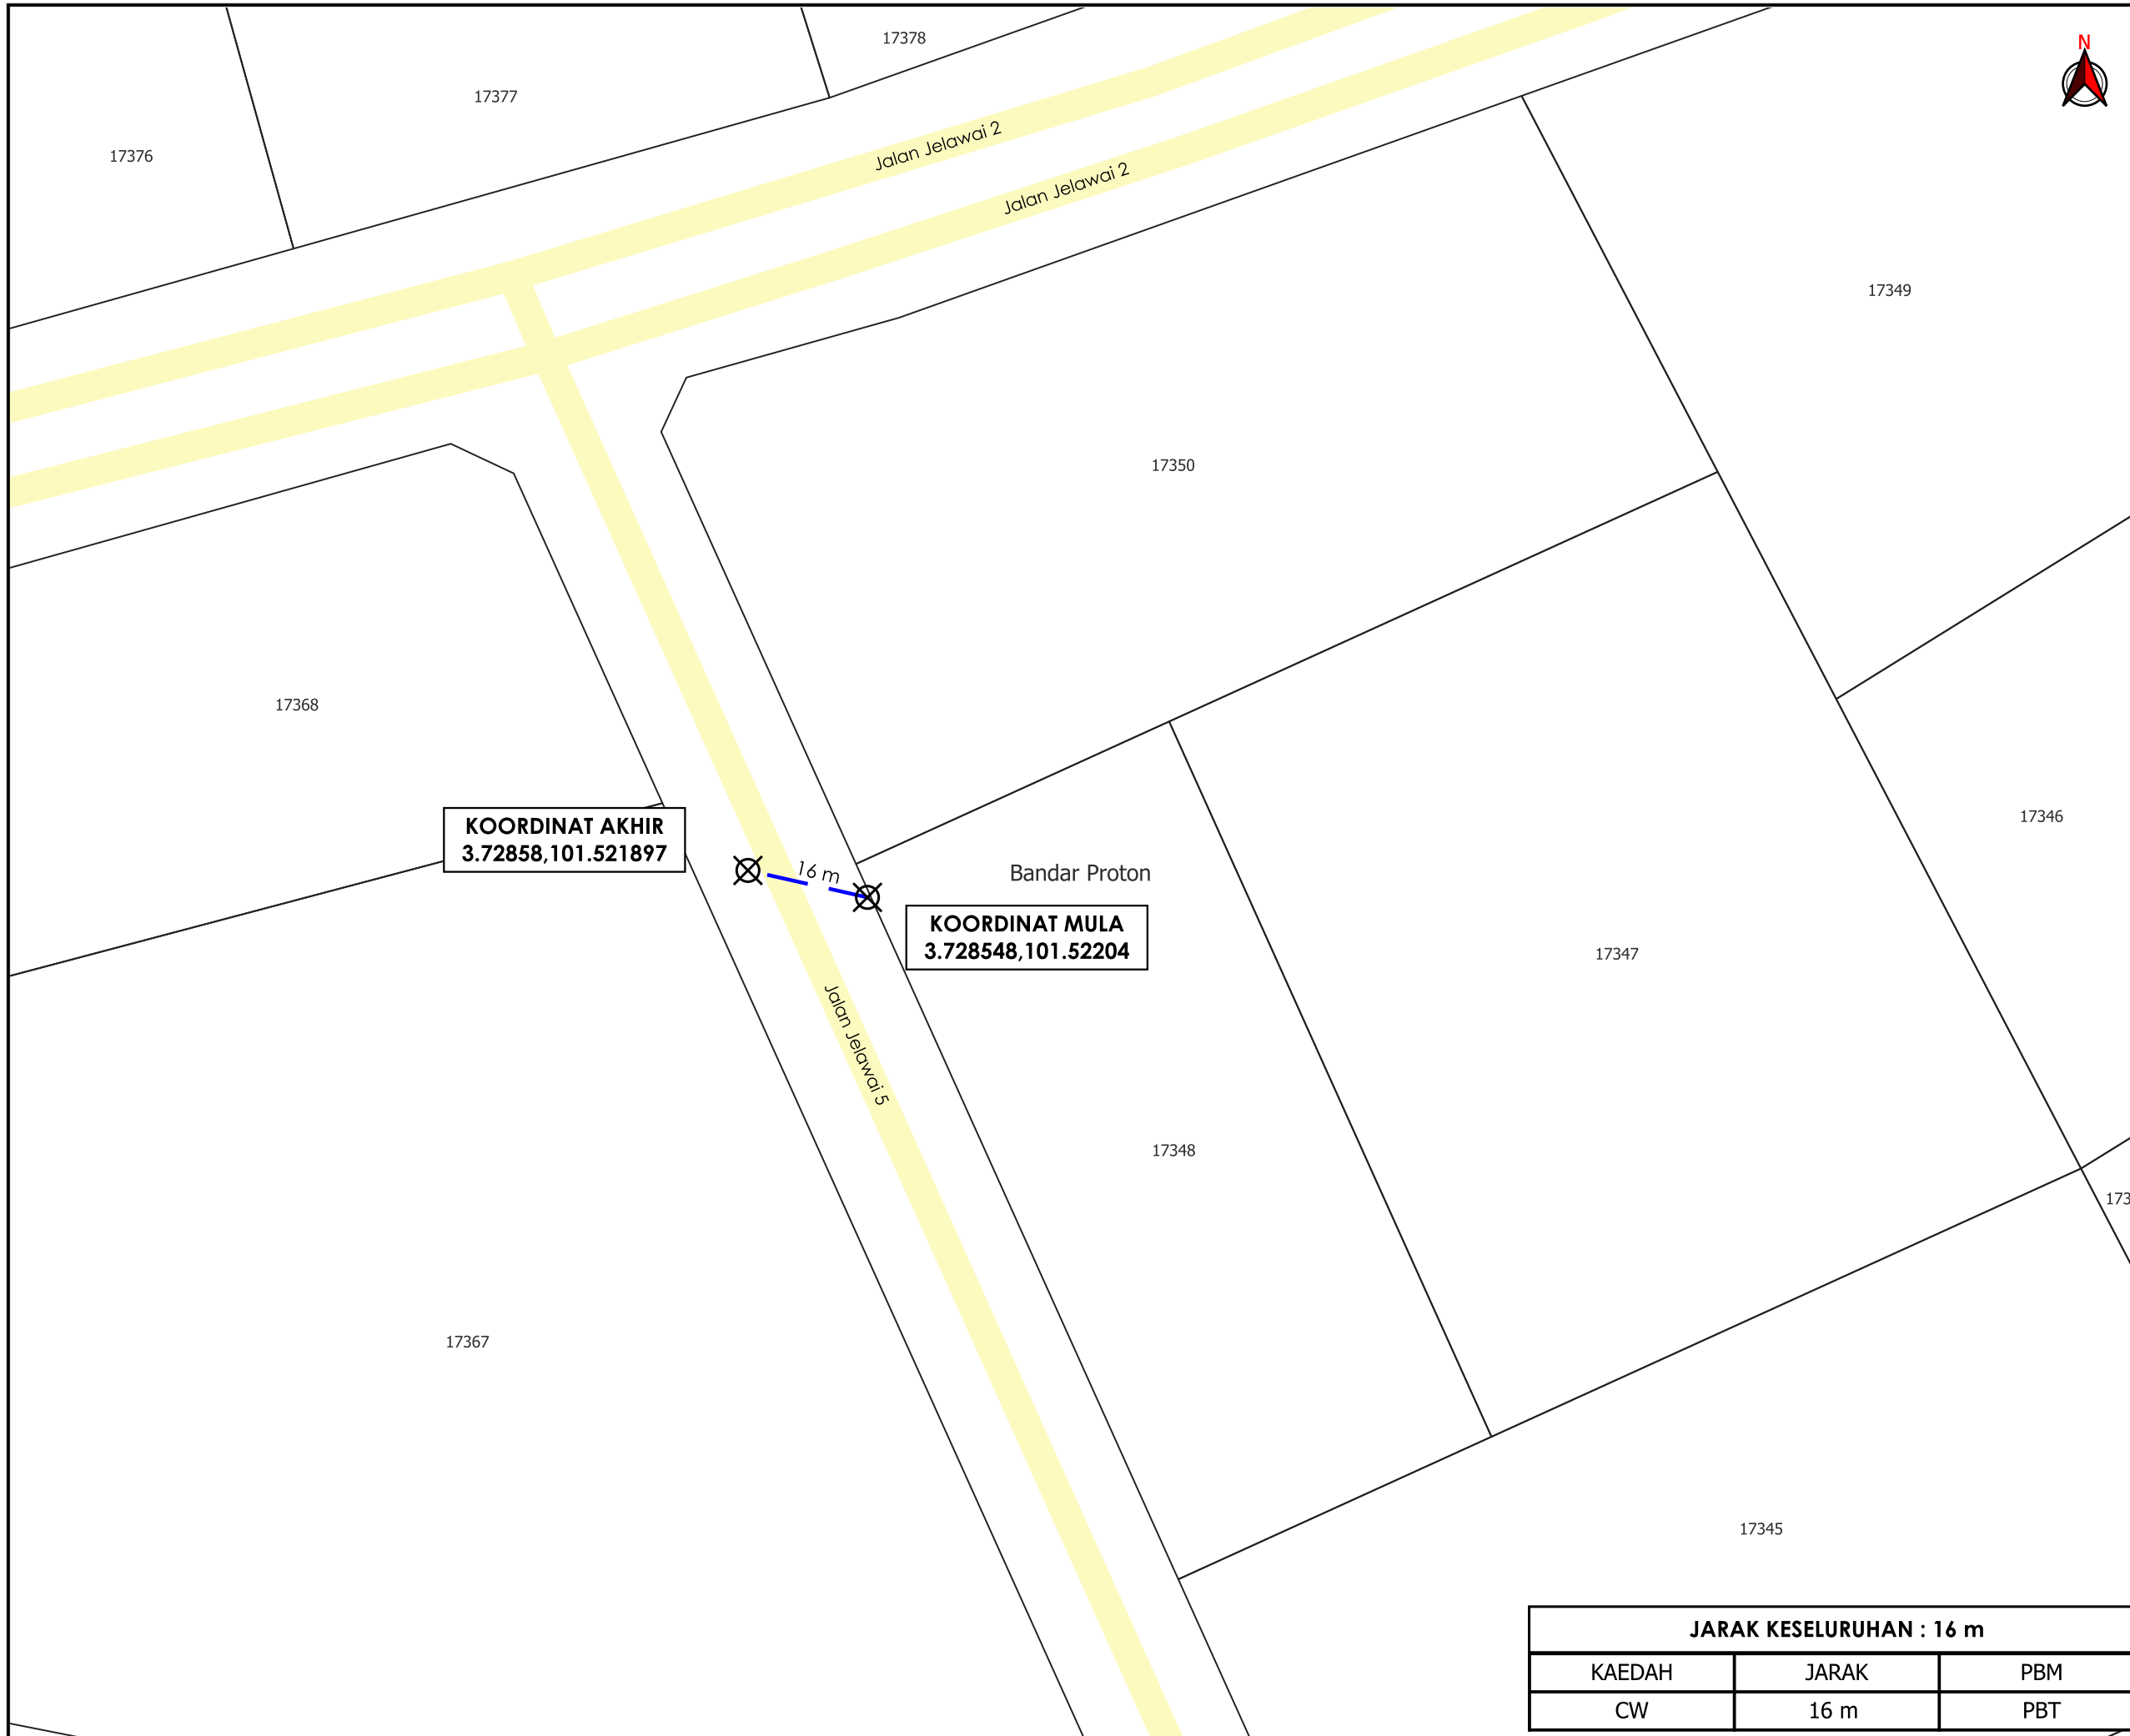 17378
N
17377
Jalan Jelawai 2
17376
Jalan Jelawai 2
17349
17350
17368
17346
KOORDINAT AKHIR
3.72858,101.521897
16 m
Bandar Proton
KOORDINAT MULA
3.728548,101.52204
17347
Jalan Jelawai 5
17348
173
17367
17345
JARAK KESELURUHAN : 16 m
KAEDAH JARAK PBM
CW 16 m PBT